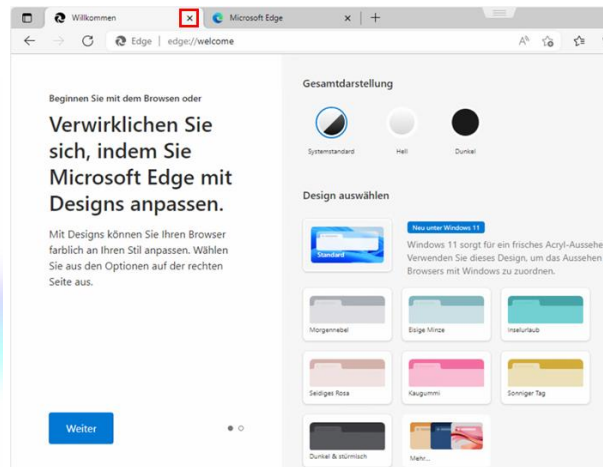 Willkommen
Microsoft Edge
Edge | edge://welcome
Beginnen Sie mit dem Browsen oder
Verwirklichen Sie
sich, indem Sie
Microsoft Edge mit
Designs anpassen.
Mit Designs können Sie Ihren Browser
farblich an Ihren Stil anpassen. Wählen
Sie aus den Optionen auf der rechten
Seite aus.
Weiter
Gesamtdarstellung
Systemstandard Hell Dunkel
Design auswählen
Standard
Neu unter Windows 11
Windows 11 sorgt für ein frisches Acryl-Aussehe
Verwenden Sie dieses Design, um das Aussehen
Browsers mit Windows zu zuordnen.
Morgennebel Eisige Minze Inselurlaub
Seidiges Rosa Kaugummi Sonniger Tag
Dunkel & stürmisch Mehr...